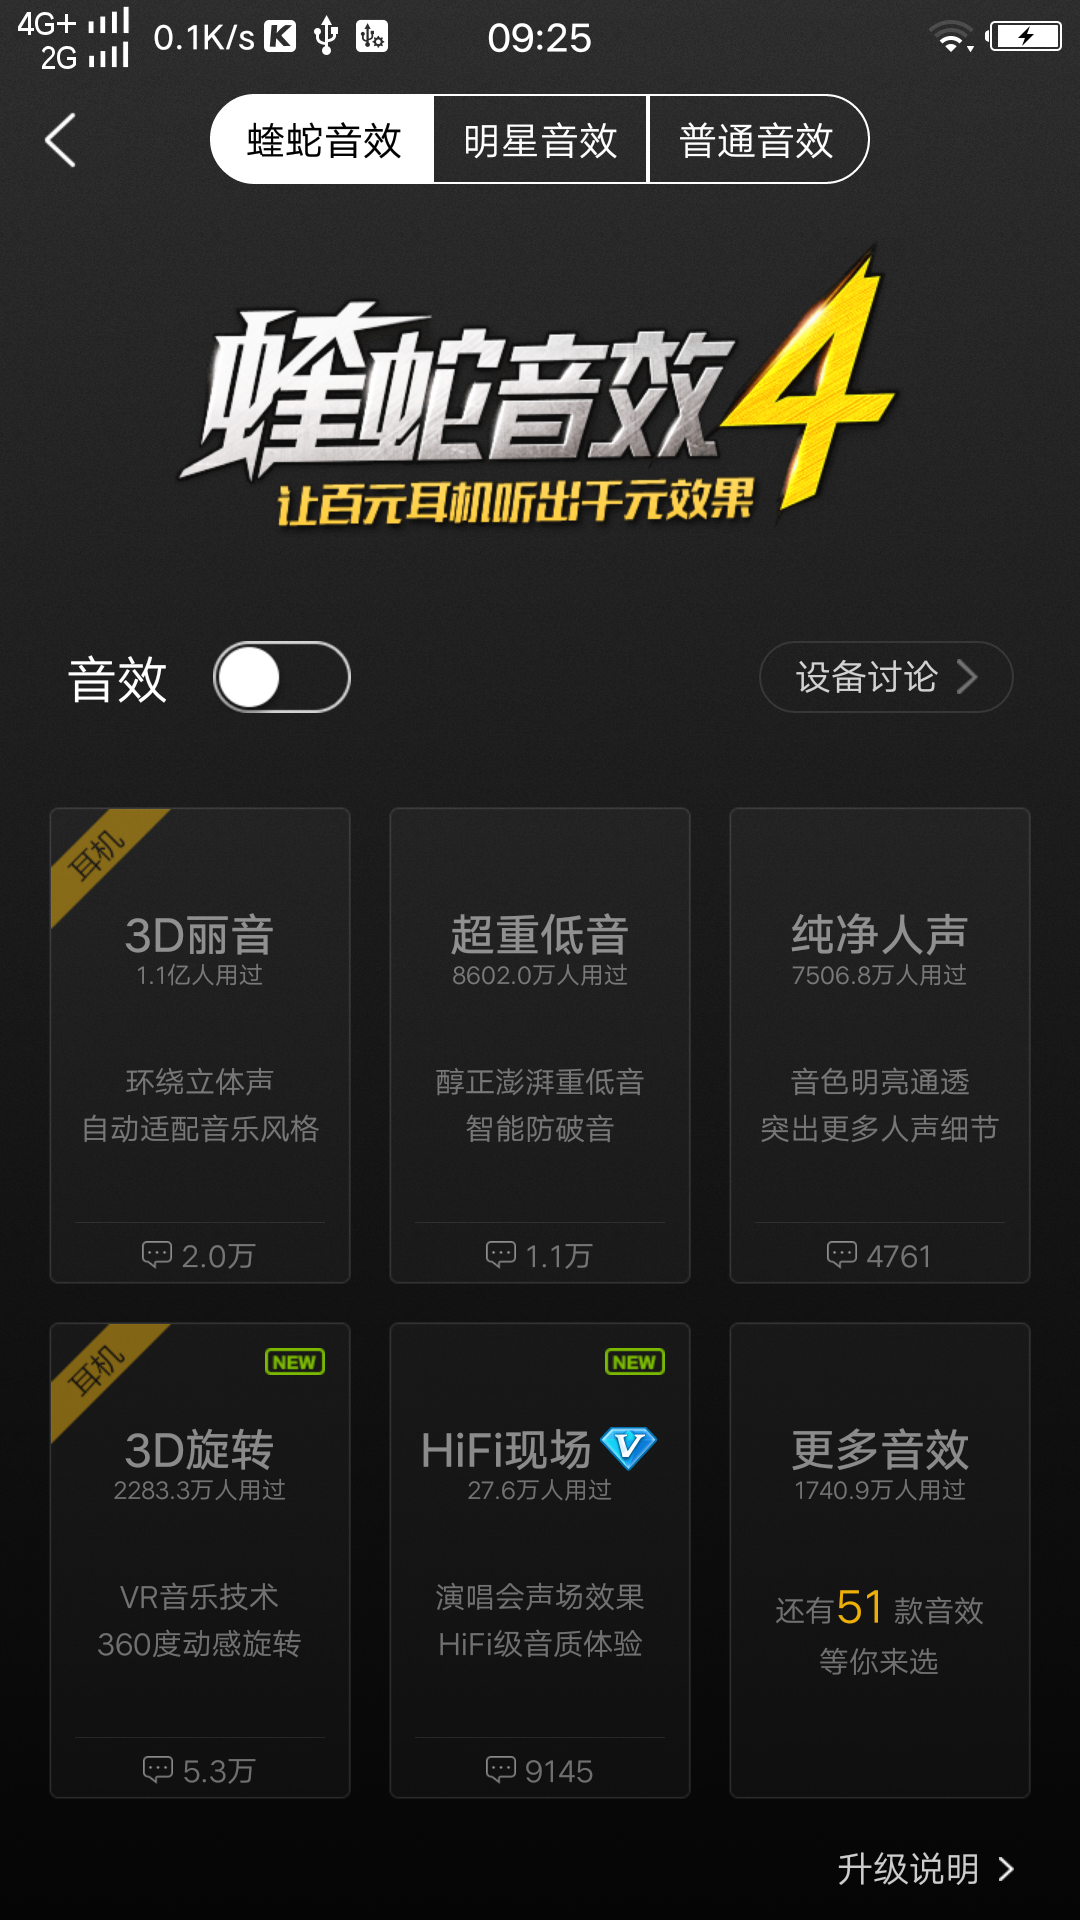 4G+
2G
0.1K/s
09:25
蝰蛇音效 明星音效 普通音效
蝰蛇音效4
让百元耳机听出千元效果
音效
设备讨论
耳机
3D丽音
1.1亿人用过
环绕立体声
自动适配音乐风格
2.0万
超重低音
8602.0万人用过
醇正澎湃重低音
智能防破音
1.1万
纯净人声
7506.8万人用过
音色明亮通透
突出更多人声细节
4761
耳机
NEW
3D旋转
2283.3万人用过
VR音乐技术
360度动感旋转
5.3万
NEW
HiFi现场 V
27.6万人用过
演唱会声场效果
HiFi级音质体验
9145
更多音效
1740.9万人用过
还有51 款音效
等你来选
升级说明